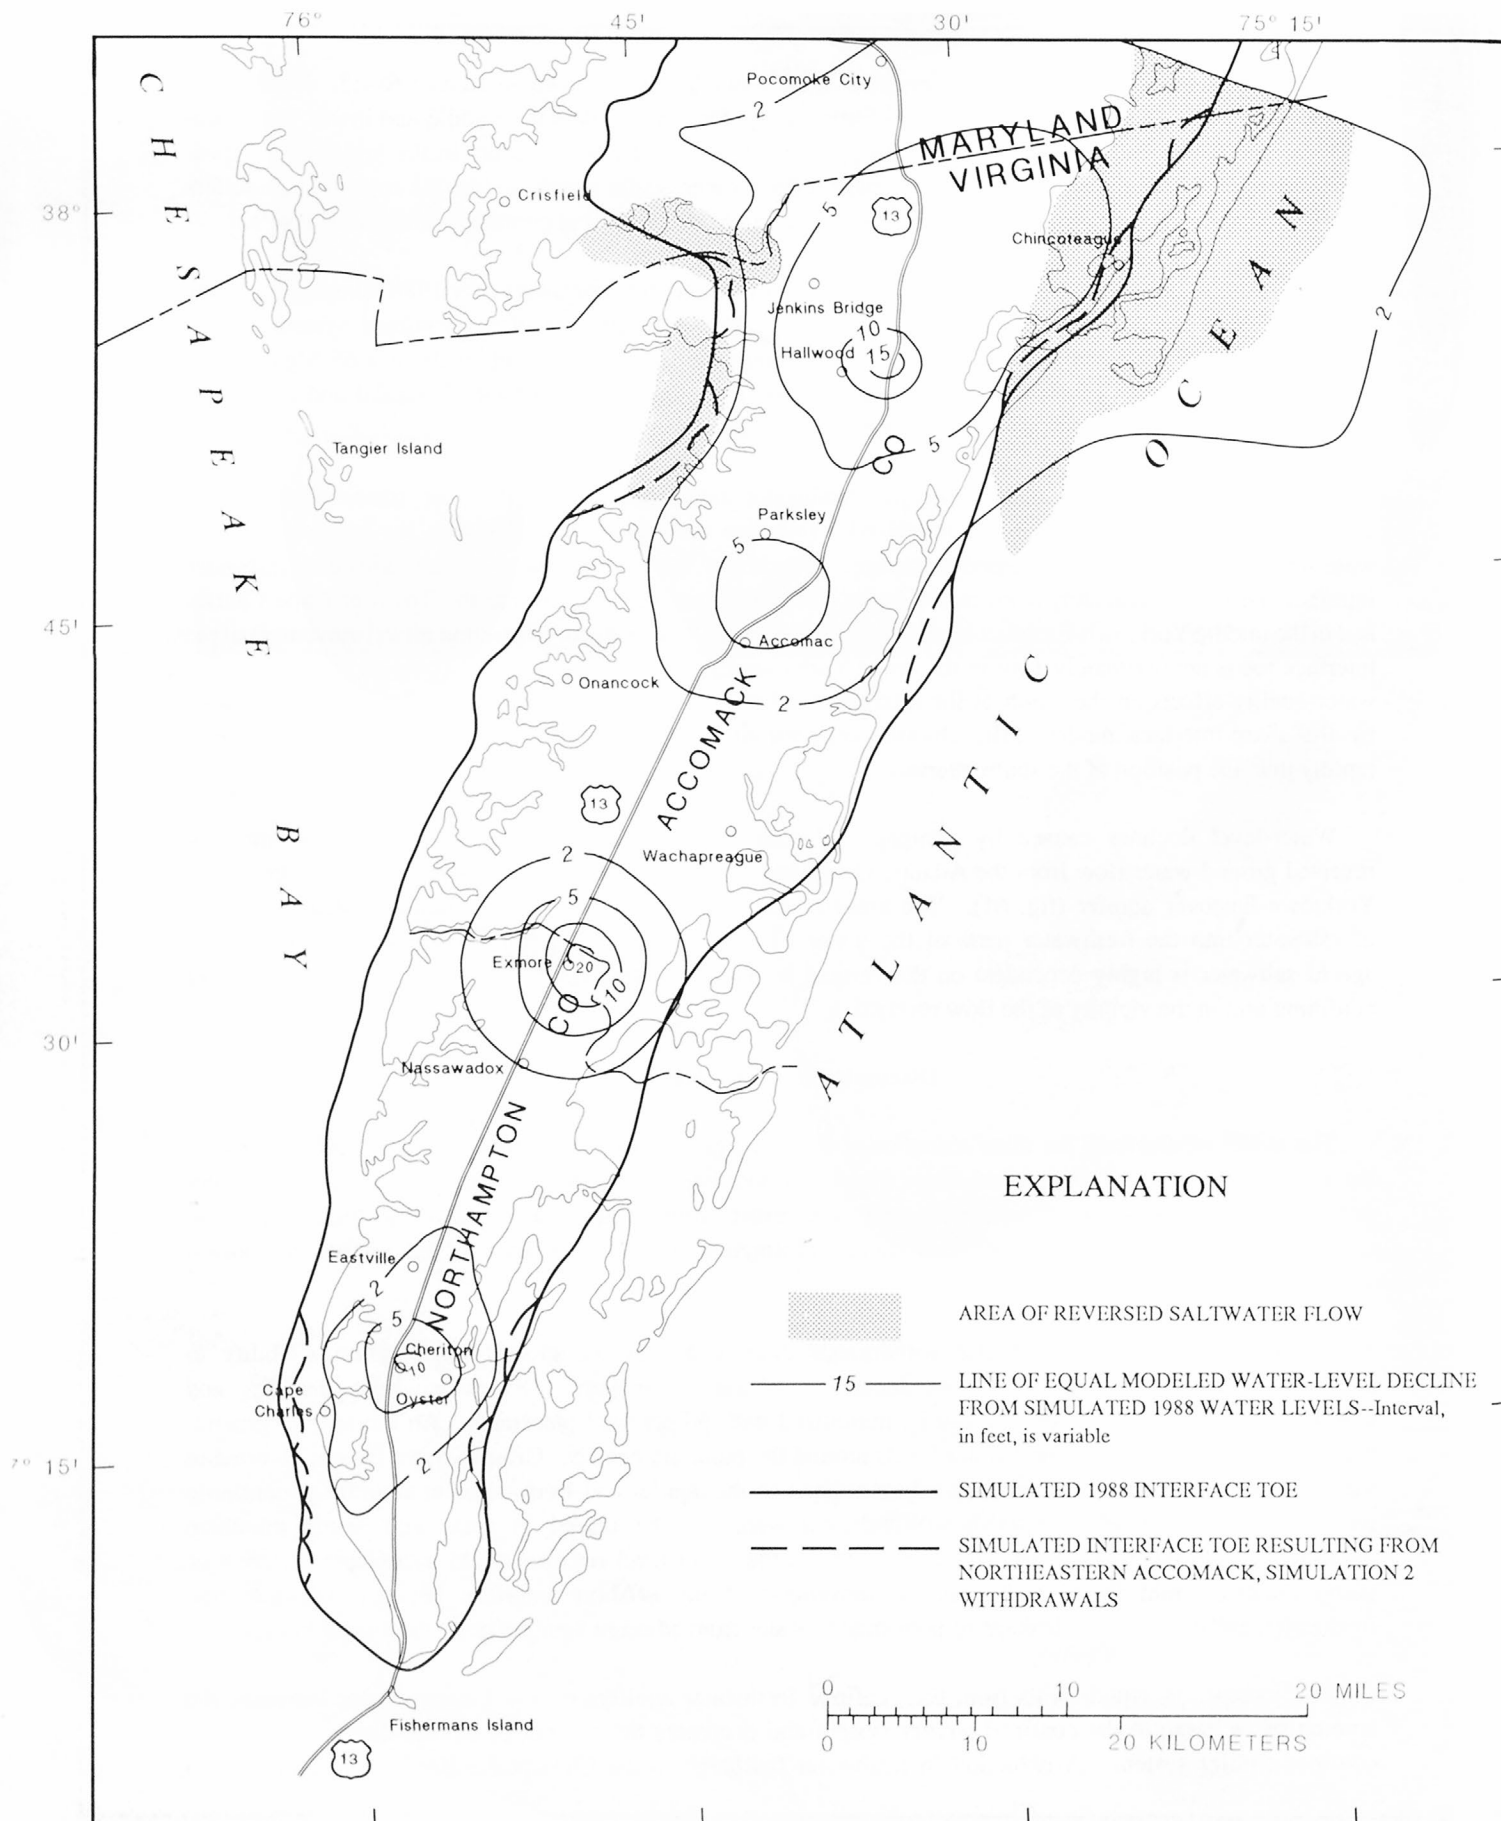 76° 45' 30' 75° 15'
Pocomoke City
2
MARYLAND
VIRGINIA
CHESAPEAKE BAY
Crisfield
38°
5
13
Chincoteague
ATLANTIC OCEAN
Jenkins Bridge
10
Hallwood 15
2
Tangier Island
5
CO
Parksley
5
45'
Accomac
Onancock
2
ACCOMACK
13
Wachapreague
2
5
Exmore 20
10
CO
30'
Nassawadox
NORTHAMPTON
EXPLANATION
Eastville
2
5
AREA OF REVERSED SALTWATER FLOW
Cheriton
10
Oyster
Cape
Charles
15
LINE OF EQUAL MODELED WATER-LEVEL DECLINE
FROM SIMULATED 1988 WATER LEVELS--Interval,
in feet, is variable
2
7° 15'
SIMULATED 1988 INTERFACE TOE
SIMULATED INTERFACE TOE RESULTING FROM
NORTHEASTERN ACCOMACK, SIMULATION 2
WITHDRAWALS
0 10 20 MILES
0 10 20 KILOMETERS
Fishermans Island
13